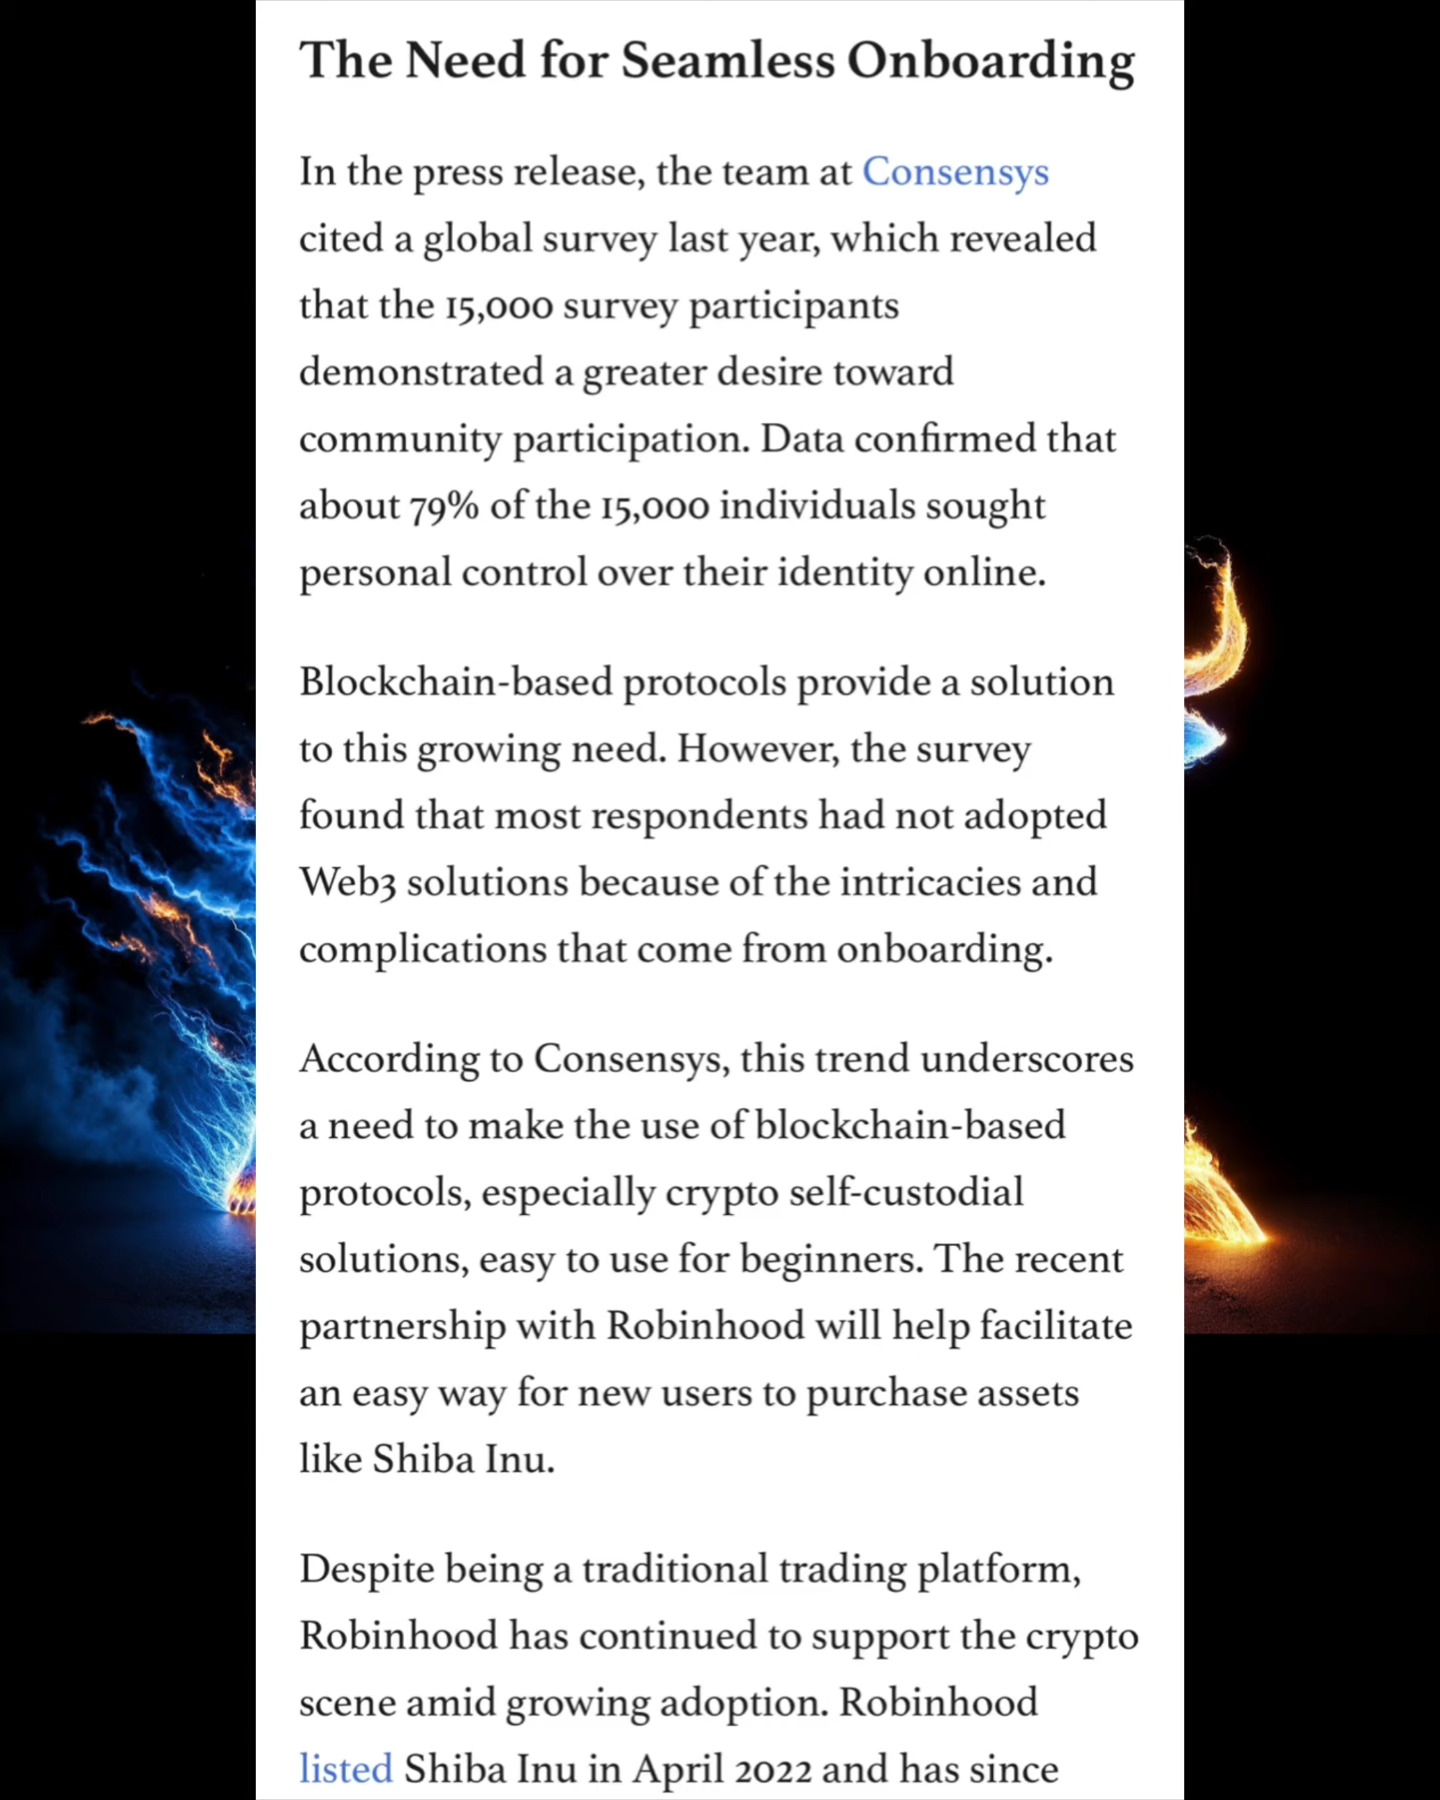 The Need for Seamless Onboarding
In the press release, the team at Consensys
cited a global survey last year, which revealed
that the 15,000 survey participants
demonstrated a greater desire toward
community participation. Data confirmed that
about 79% of the 15,000 individuals sought
personal control over their identity online.
Blockchain-based protocols provide a solution
to this growing need. However, the survey
found that most respondents had not adopted
Web3 solutions because of the intricacies and
complications that come from onboarding.
According to Consensys, this trend underscores
a need to make the use of blockchain-based
protocols, especially crypto self-custodial
solutions, easy to use for beginners. The recent
partnership with Robinhood will help facilitate
an easy way for new users to purchase assets
like Shiba Inu.
Despite being a traditional trading platform,
Robinhood has continued to support the crypto
scene amid growing adoption. Robinhood
listed Shiba Inu in April 2022 and has since